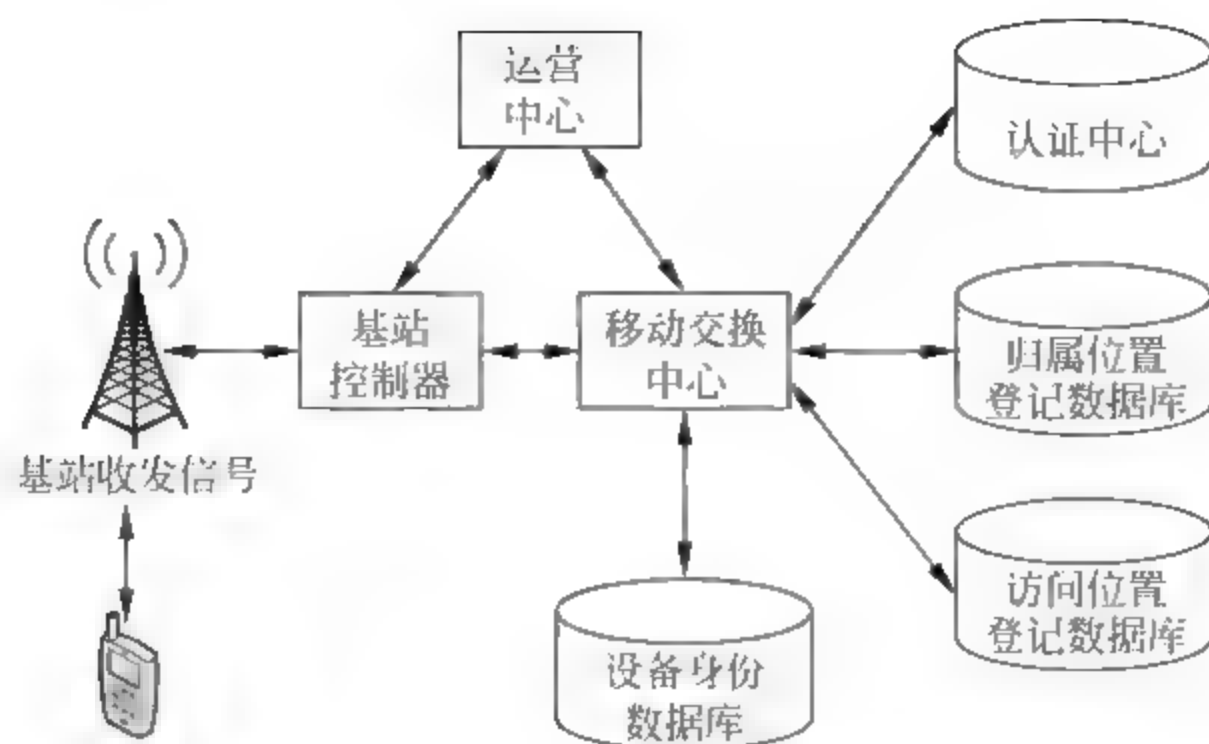 运营
中心
认证中心
基站
控制器
移动交换
中心
归属位置
登记数据库
基站收发信号
访问位置
登记数据库
设备身份
数据库